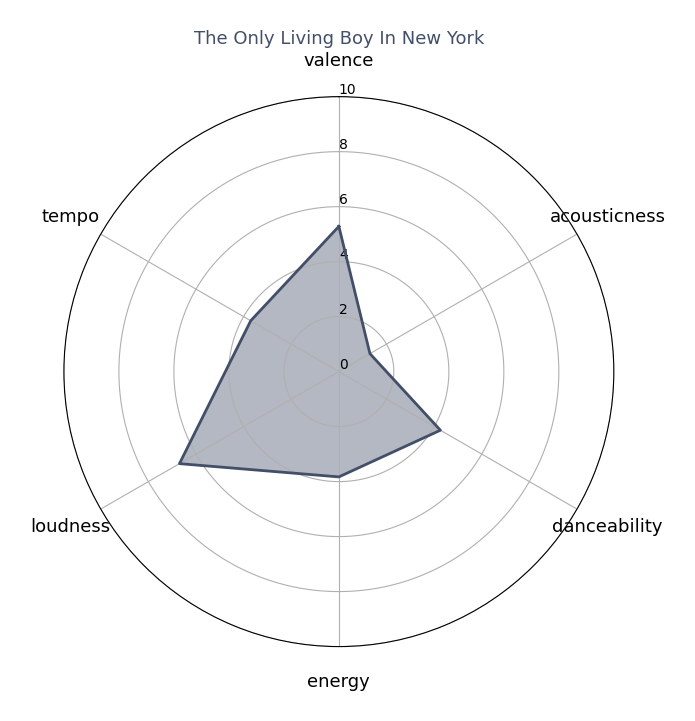 The Only Living Boy In New York
valence
10
8
tempo
6
acousticness
4
2
0
loudness
danceability
energy